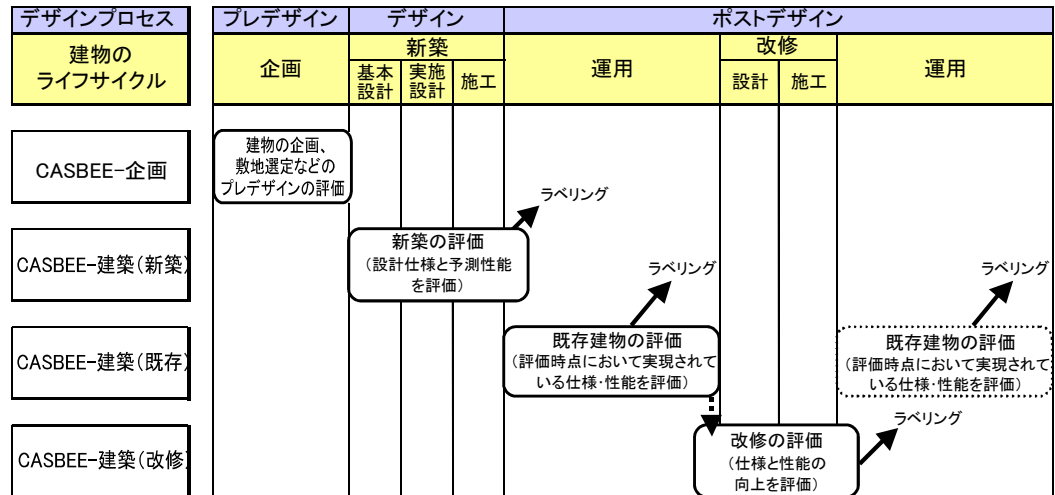 デザインプロセス
プレデザイン
デザイン
ポストデザイン
建物の
ライフサイクル
企画
新築
基本
設計
実施
設計
施工
運用
改修
設計
施工
運用
CASBEE-企画
建物の企画、
敷地選定などの
プレデザインの評価
ラベリング
CASBEE-建築(新築)
新築の評価
(設計仕様と予測性能
を評価)
ラベリング
ラベリング
CASBEE-建築(既存)
既存建物の評価
(評価時点において実現されて
いる仕様・性能を評価)
既存建物の評価
(評価時点において実現されて
いる仕様・性能を評価)
ラベリング
CASBEE-建築(改修)
改修の評価
(仕様と性能の
向上を評価)